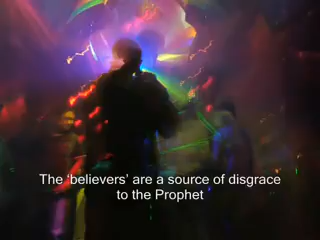 The ‘believers’ are a source of disgrace
to the Prophet